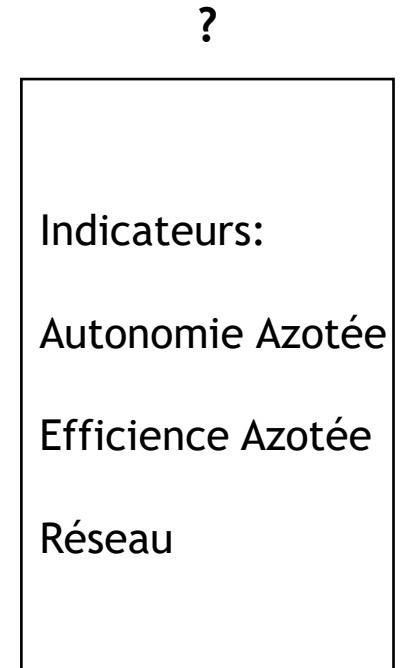 ?
Indicateurs:
Autonomie Azotée
Efficience Azotée
Réseau